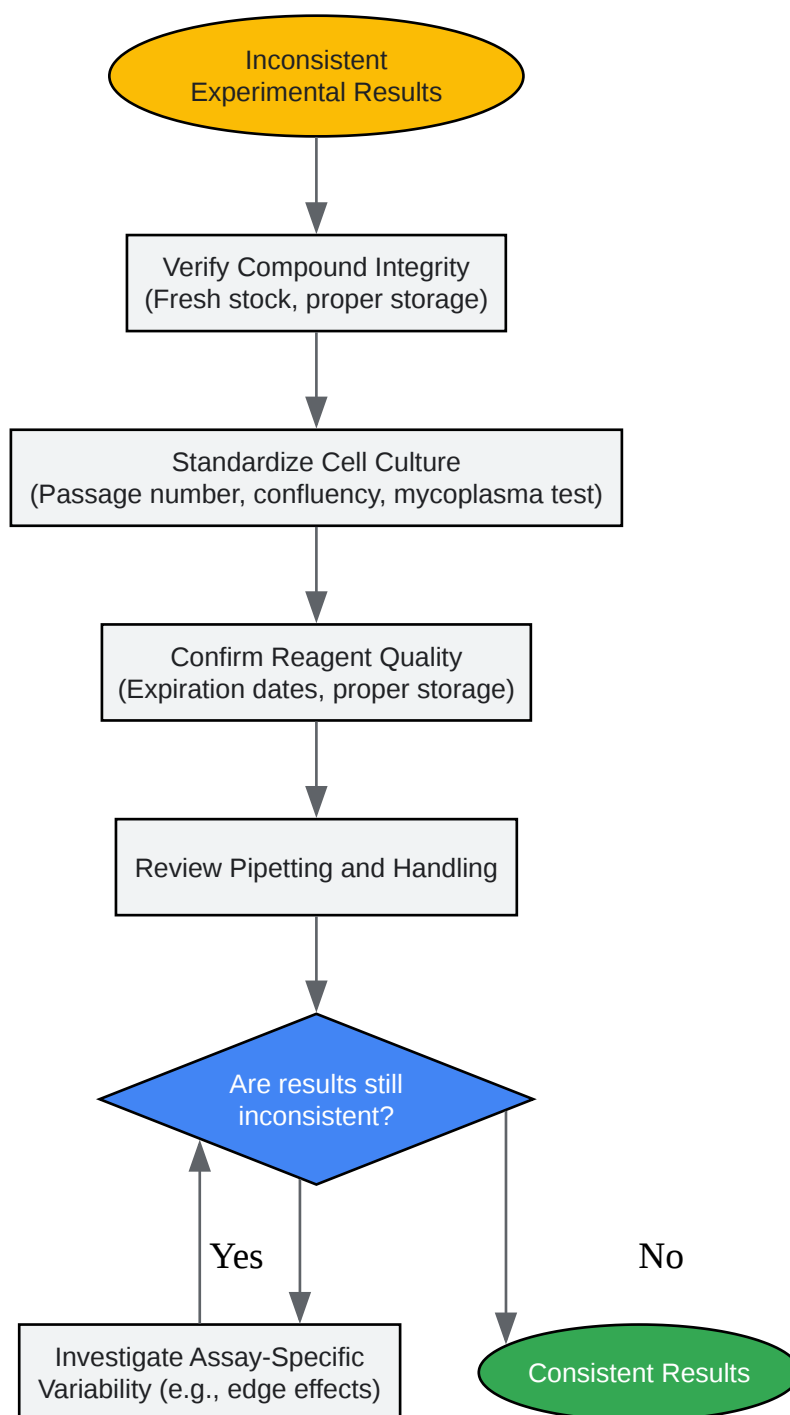 Inconsistent
Experimental Results
Verify Compound Integrity
(Fresh stock, proper storage)
Standardize Cell Culture
(Passage number, confluency, mycoplasma test)
Confirm Reagent Quality
(Expiration dates, proper storage)
Review Pipetting and Handling
Are results still
inconsistent?
Yes
No
Investigate Assay-Specific
Variability (e.g., edge effects)
Consistent Results